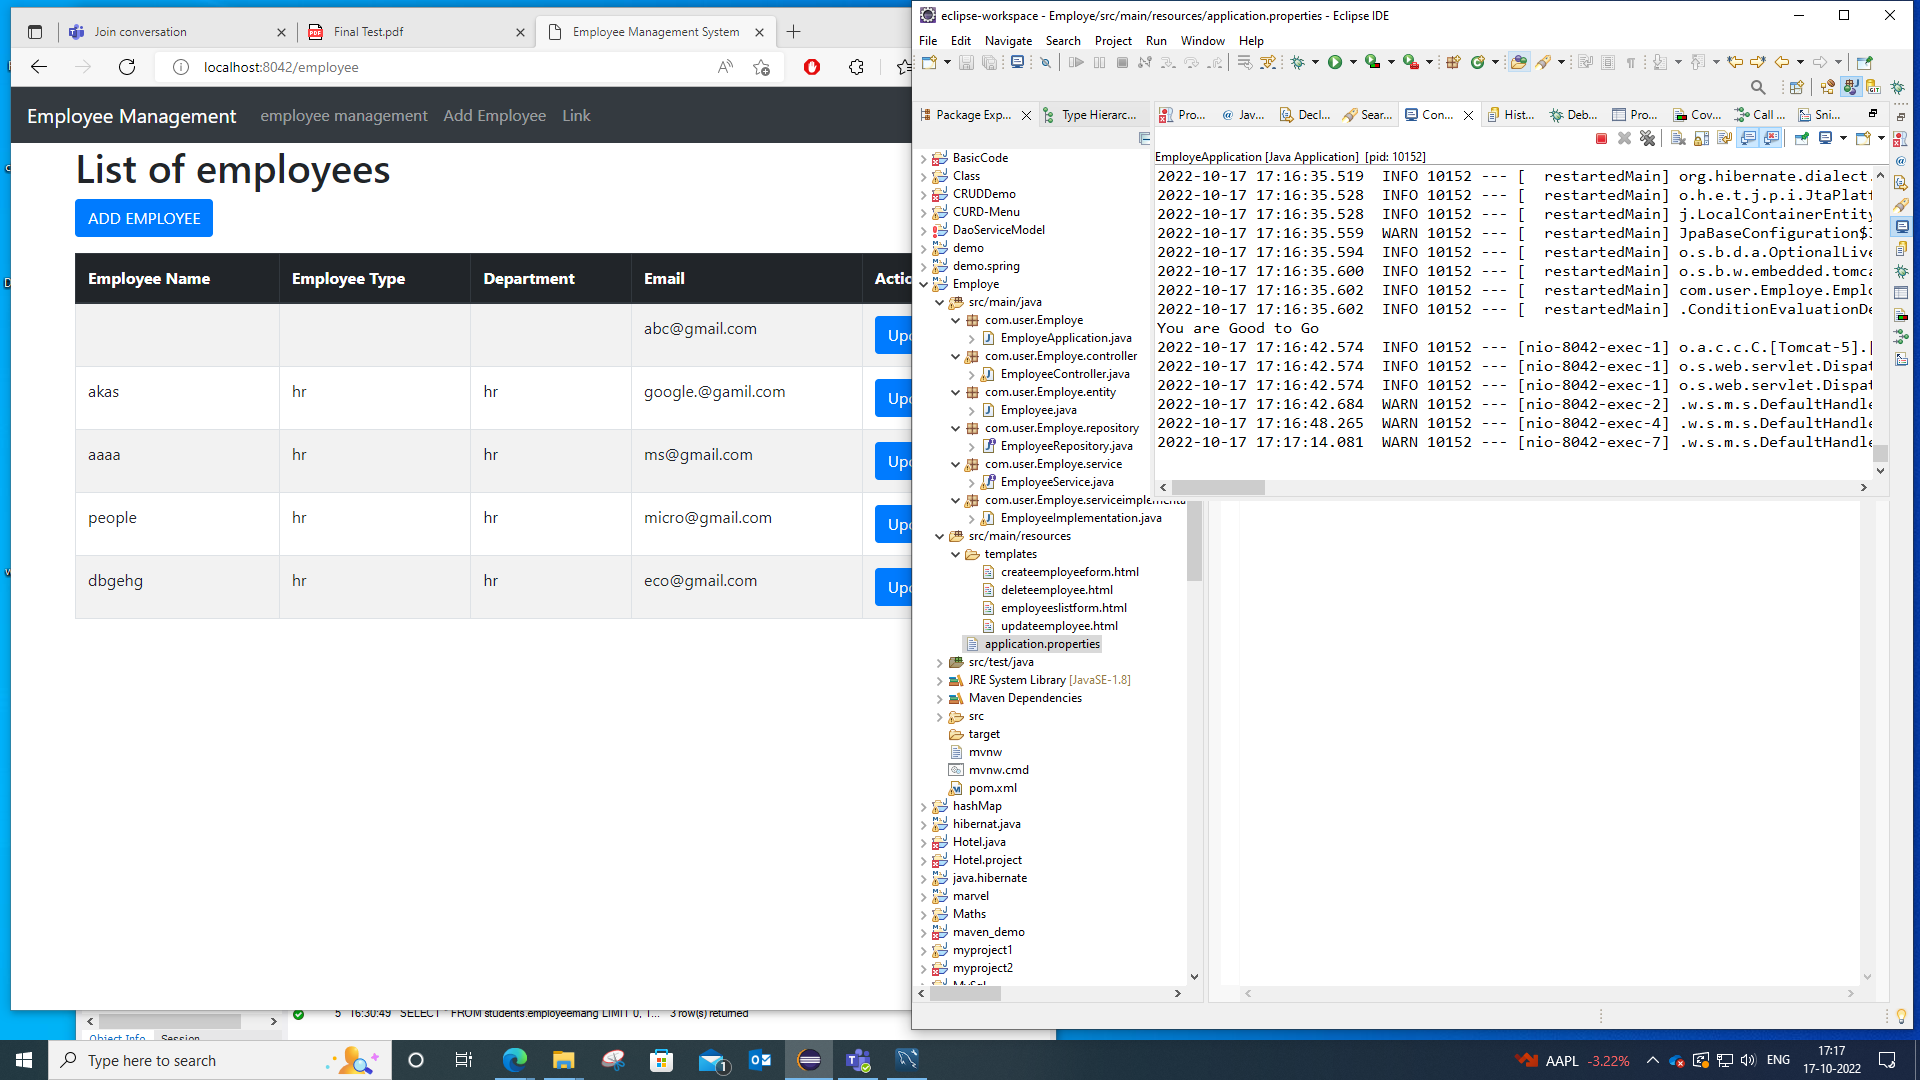 Join conversation
Final Test.pdf
Employee Management System
localhost:8042/employee
Employee Management employee management Add Employee Link
List of employees
ADD EMPLOYEE
Employee Name Employee Type Department Email
abc@gmail.com
akas hr hr google.@gamil.com
aaaa hr hr ms@gmail.com
people hr hr micro@gmail.com
dbgehg hr hr eco@gmail.com
5 16:30:49 SELECT * FROM students.employeemang LIMIT 0, 1... 3 row(s) returned
Object Info Session
eclipse-workspace - Employe/src/main/resources/application.properties - Eclipse IDE
File Edit Navigate Search Project Run Window Help
Package Exp... Type Hierarc...
BasicCode
Class
CRUDDemo
CURD-Menu
DaoServiceModel
demo
demo.spring
Employe
src/main/java
com.user.Employe
EmployeApplication.java
com.user.Employe.controller
EmployeeController.java
com.user.Employe.entity
Employee.java
com.user.Employe.repository
EmployeeRepository.java
com.user.Employe.service
EmployeeService.java
com.user.Employe.serviceimplementa
EmployeeImplementation.java
src/main/resources
templates
createemployeeform.html
deleteemployee.html
employeeslistform.html
updateemployee.html
application.properties
src/test/java
JRE System Library [JavaSE-1.8]
Maven Dependencies
src
target
mvnw
mvnw.cmd
pom.xml
hashMap
hibernat.java
Hotel.java
Hotel.project
java.hibernate
marvel
Maths
maven_demo
myproject1
myproject2
MySql
Pro... Jav... Decl... Sear... Con... Hist... Deb... Pro... Cov... Call ... Sni...
EmployeApplication [Java Application] [pid: 10152]
2022-10-17 17:16:35.519 INFO 10152 --- [ restartedMain] org.hibernate.dialect.
2022-10-17 17:16:35.528 INFO 10152 --- [ restartedMain] o.h.e.t.j.p.i.JtaPlatf
2022-10-17 17:16:35.528 INFO 10152 --- [ restartedMain] j.LocalContainerEntity
2022-10-17 17:16:35.559 WARN 10152 --- [ restartedMain] JpaBaseConfiguration$J
2022-10-17 17:16:35.594 INFO 10152 --- [ restartedMain] o.s.b.d.a.OptionalLive
2022-10-17 17:16:35.600 INFO 10152 --- [ restartedMain] o.s.b.w.embedded.tomca
2022-10-17 17:16:35.602 INFO 10152 --- [ restartedMain] com.user.Employe.Emplo
2022-10-17 17:16:35.602 INFO 10152 --- [ restartedMain] .ConditionEvaluationDe
You are Good to Go
2022-10-17 17:16:42.574 INFO 10152 --- [nio-8042-exec-1] o.a.c.c.C.[Tomcat-5].[
2022-10-17 17:16:42.574 INFO 10152 --- [nio-8042-exec-1] o.s.web.servlet.Dispat
2022-10-17 17:16:42.574 INFO 10152 --- [nio-8042-exec-1] o.s.web.servlet.Dispat
2022-10-17 17:16:42.684 WARN 10152 --- [nio-8042-exec-2] .w.s.m.s.DefaultHandle
2022-10-17 17:16:48.265 WARN 10152 --- [nio-8042-exec-4] .w.s.m.s.DefaultHandle
2022-10-17 17:17:14.081 WARN 10152 --- [nio-8042-exec-7] .w.s.m.s.DefaultHandle
Type here to search
AAPL -3.22%
ENG
17:17
17-10-2022